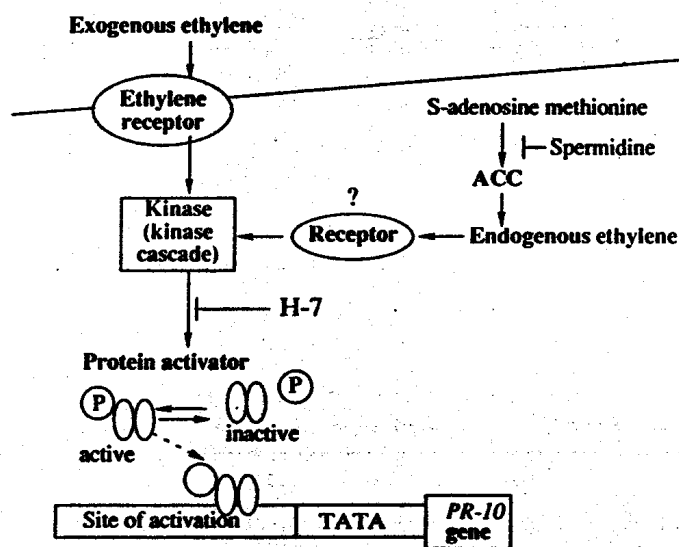 Exogenous ethylene
Ethylene
receptor
S-adenosine methionine
Spermidine
ACC
?
Kinase
(kinase
cascade)
Receptor
Endogenous ethylene
H-7
Protein activator
P
P
inactive
active
Site of activation
TATA
PR-10
gene